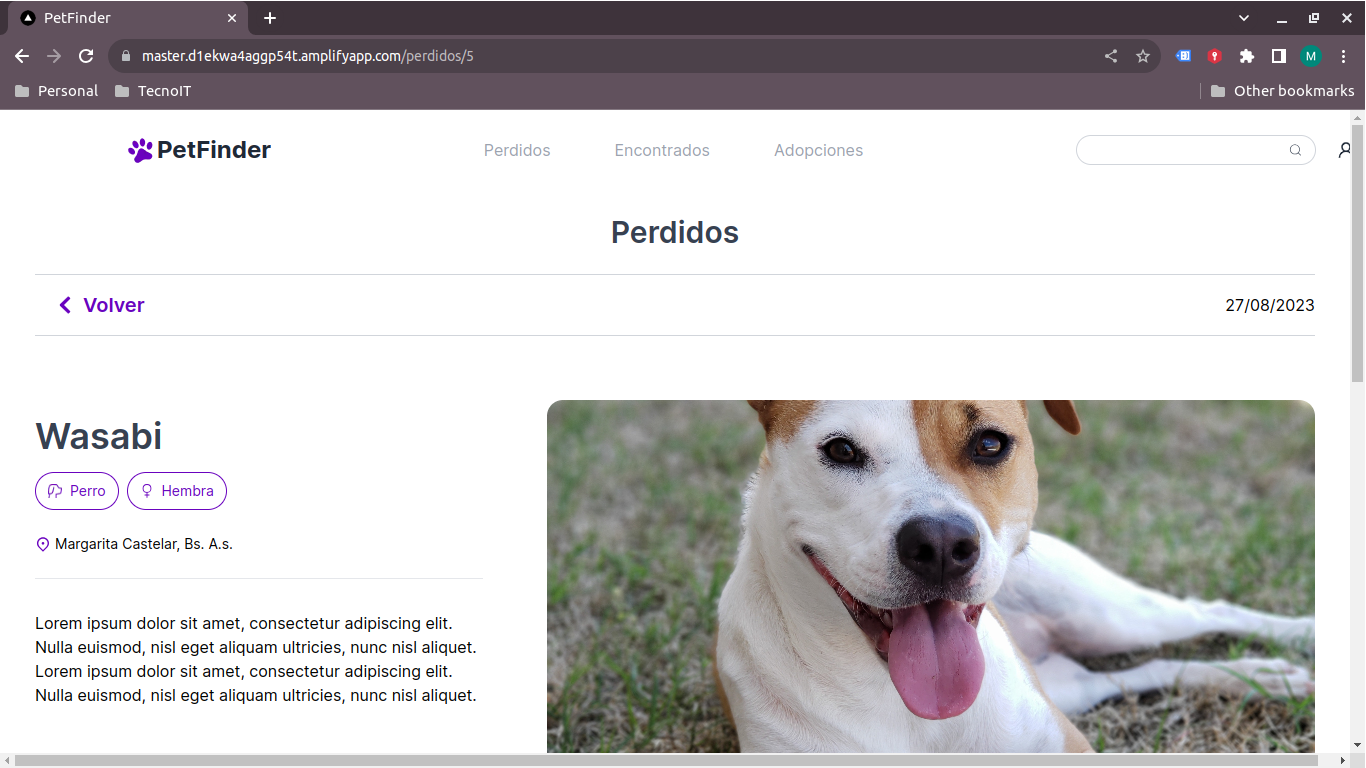 PetFinder
master.d1ekwa4aggp54t.amplifyapp.com/perdidos/5
M
Personal TecnoIT Other bookmarks
PetFinder Perdidos Encontrados Adopciones
Perdidos
Volver 27/08/2023
Wasabi
Perro Hembra
Margarita Castelar, Bs. A.s.
Lorem ipsum dolor sit amet, consectetur adipiscing elit.
Nulla euismod, nisl eget aliquam ultricies, nunc nisl aliquet.
Lorem ipsum dolor sit amet, consectetur adipiscing elit.
Nulla euismod, nisl eget aliquam ultricies, nunc nisl aliquet.